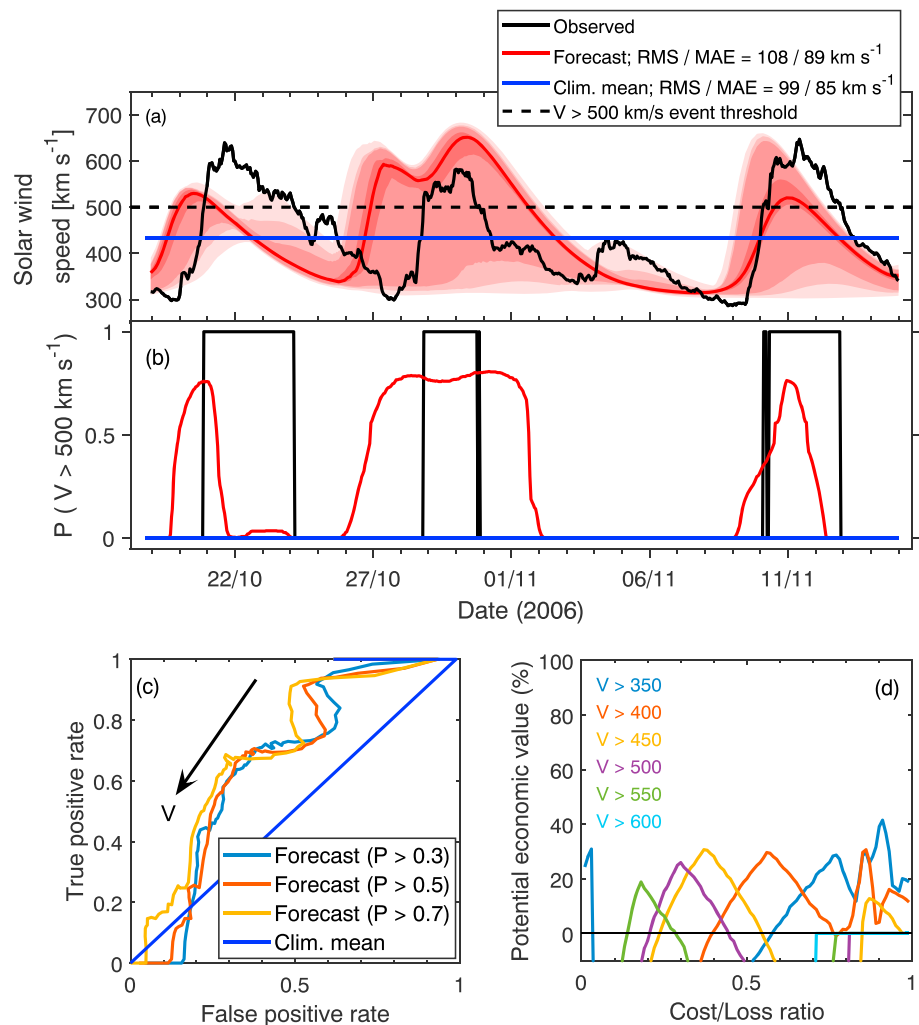 Observed
Forecast; RMS / MAE = 108 / 89 km s⁻¹
Clim. mean; RMS / MAE = 99 / 85 km s⁻¹
V > 500 km/s event threshold
(a)
700
600
500
400
300
Solar wind
speed [km s⁻¹]
(b)
1
0.5
0
P ( V > 500 km s⁻¹)
22/10
27/10
01/11
06/11
11/11
Date (2006)
(c)
1
0.8
0.6
0.4
0.2
0
True positive rate
V
Forecast (P > 0.3)
Forecast (P > 0.5)
Forecast (P > 0.7)
Clim. mean
0
0.5
1
False positive rate
(d)
100
80
60
40
20
0
Potential economic value (%)
V > 350
V > 400
V > 450
V > 500
V > 550
V > 600
0
0.5
1
Cost/Loss ratio